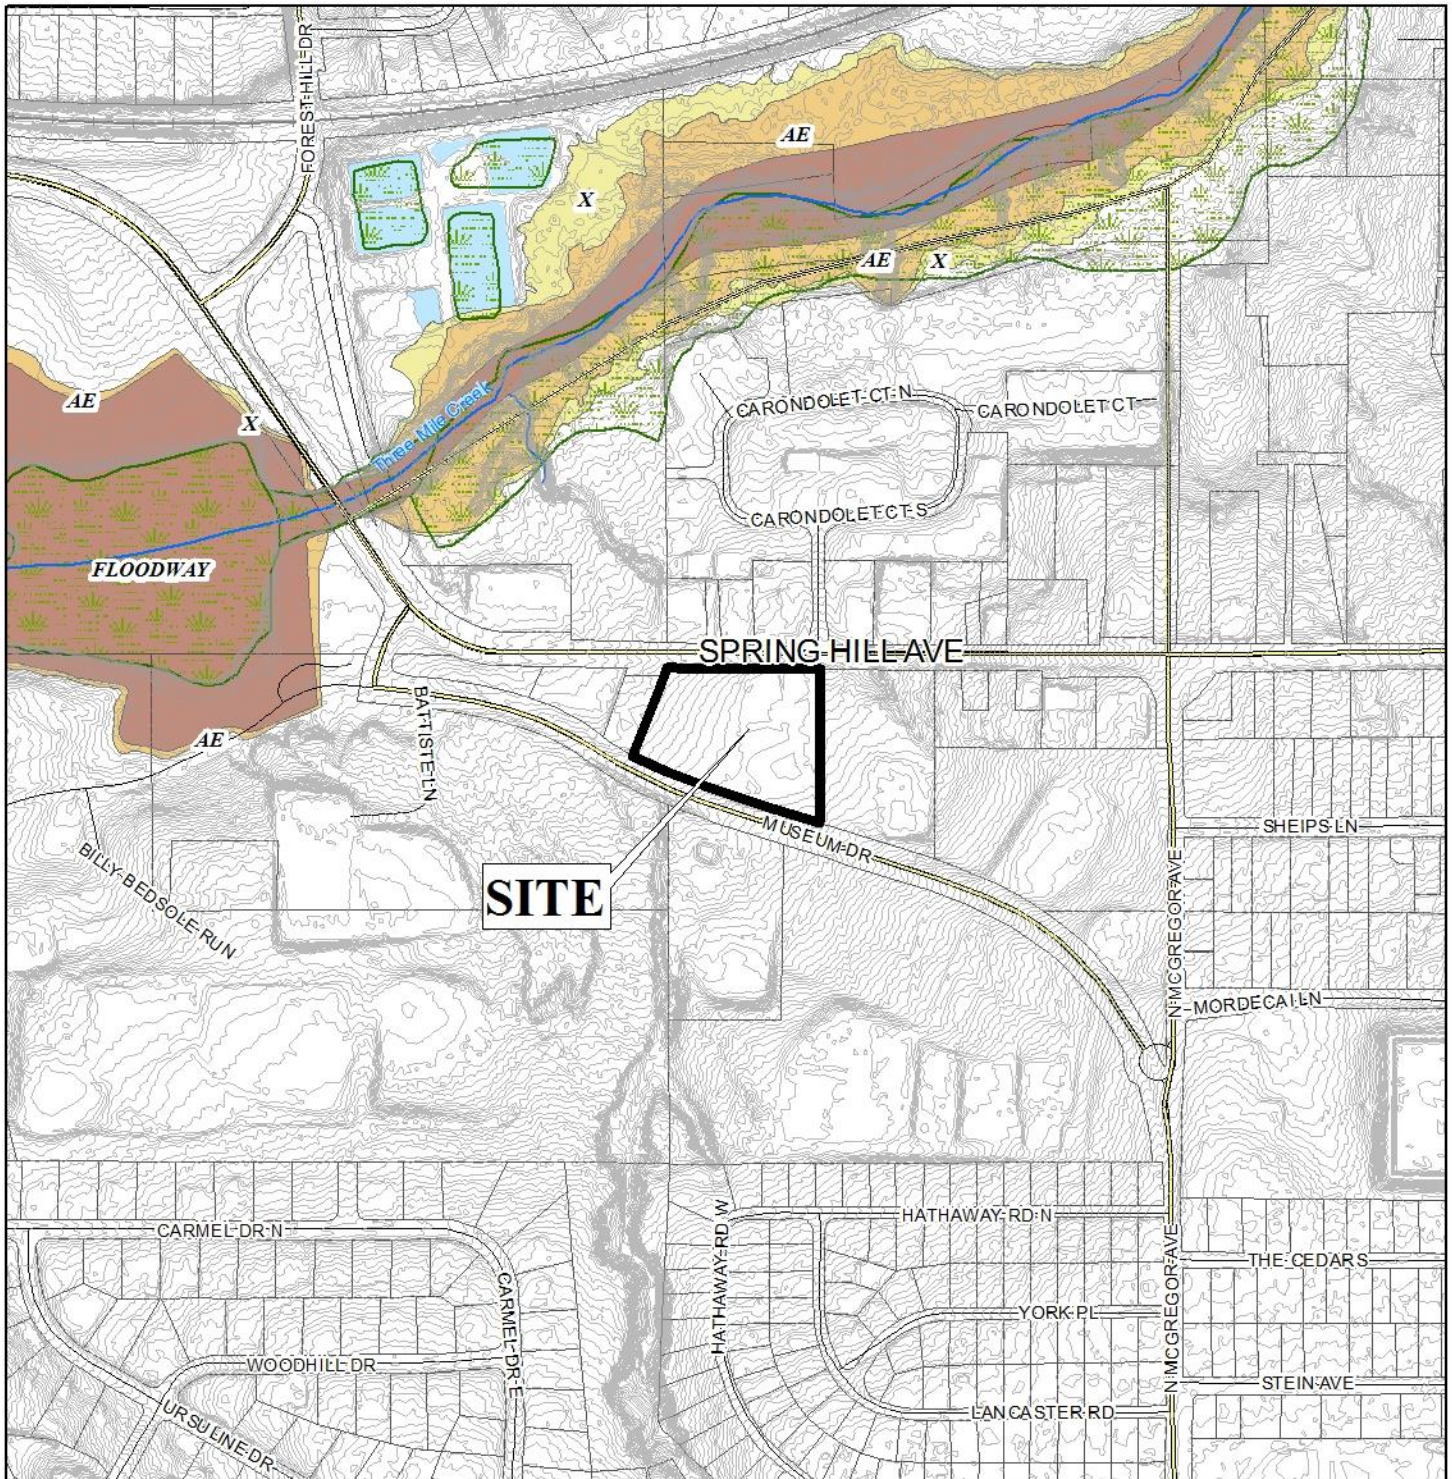 FOREST HILL DR
AE
X
AE
X
AE
X
Three Mile Creek
CARONDOLET CT N
CARONDOLET CT
CARONDOLET CT S
FLOODWAY
SPRING HILL AVE
BATTISTE LN
AE
MUSEUM DR
SHEIPS LN
BILLY BEDSOLE RUN
SITE
N MCGREGOR AVE
MORDECAI LN
CARMEL DR N
HATHAWAY RD W
HATHAWAY RD N
THE CEDARS
CARMEL DR E
YORK PL
N MCGREGOR AVE
WOODHILL DR
STEIN AVE
URSULINE DR
LANCASTER RD